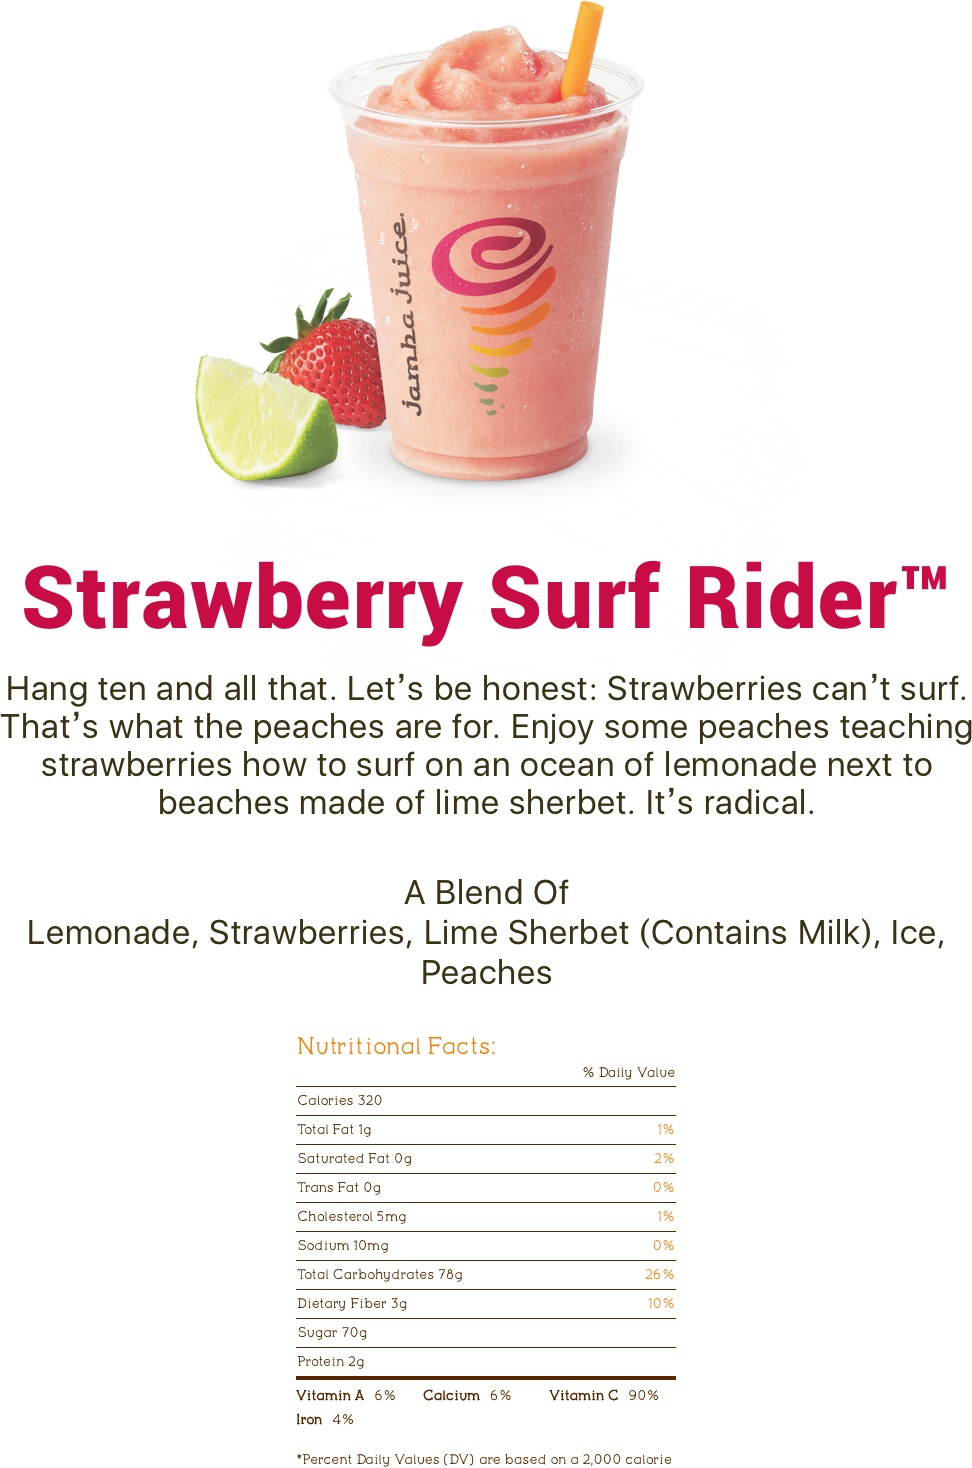 jamba juice.
Strawberry Surf Rider™
Hang ten and all that. Let’s be honest: Strawberries can’t surf.
That’s what the peaches are for. Enjoy some peaches teaching
strawberries how to surf on an ocean of lemonade next to
beaches made of lime sherbet. It’s radical.
A Blend Of
Lemonade, Strawberries, Lime Sherbet (Contains Milk), Ice,
Peaches
Nutritional Facts:
% Daily Value
Calories 320
Total Fat 1g 1%
Saturated Fat 0g 2%
Trans Fat 0g 0%
Cholesterol 5mg 1%
Sodium 10mg 0%
Total Carbohydrates 78g 26%
Dietary Fiber 3g 10%
Sugar 70g
Protein 2g
Vitamin A 6% Calcium 6% Vitamin C 90%
Iron 4%
*Percent Daily Values (DV) are based on a 2,000 calorie